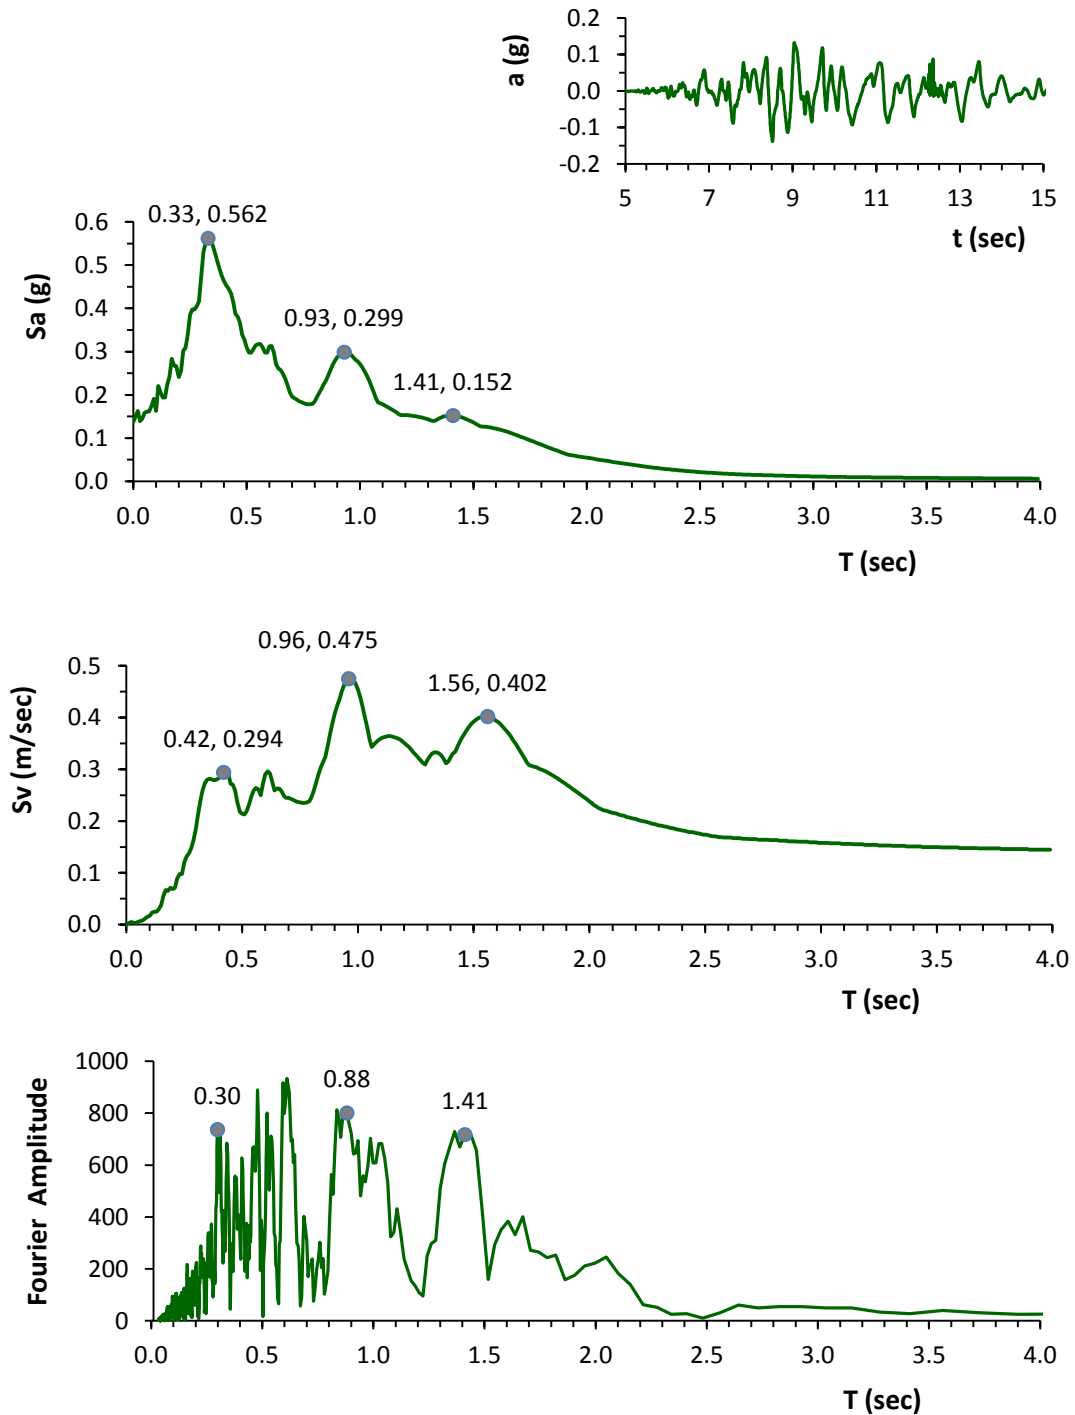 a (g)
0.2
0.1
0.0
-0.1
-0.2
5 7 9 11 13 15
t (sec)
Sa (g)
0.33, 0.562
0.93, 0.299
1.41, 0.152
0.6
0.5
0.4
0.3
0.2
0.1
0.0
0.0 0.5 1.0 1.5 2.0 2.5 3.0 3.5 4.0
T (sec)
Sv (m/sec)
0.96, 0.475
1.56, 0.402
0.42, 0.294
0.5
0.4
0.3
0.2
0.1
0.0
0.0 0.5 1.0 1.5 2.0 2.5 3.0 3.5 4.0
T (sec)
Fourier Amplitude
0.30
0.88
1.41
1000
800
600
400
200
0
0.0 0.5 1.0 1.5 2.0 2.5 3.0 3.5 4.0
T (sec)